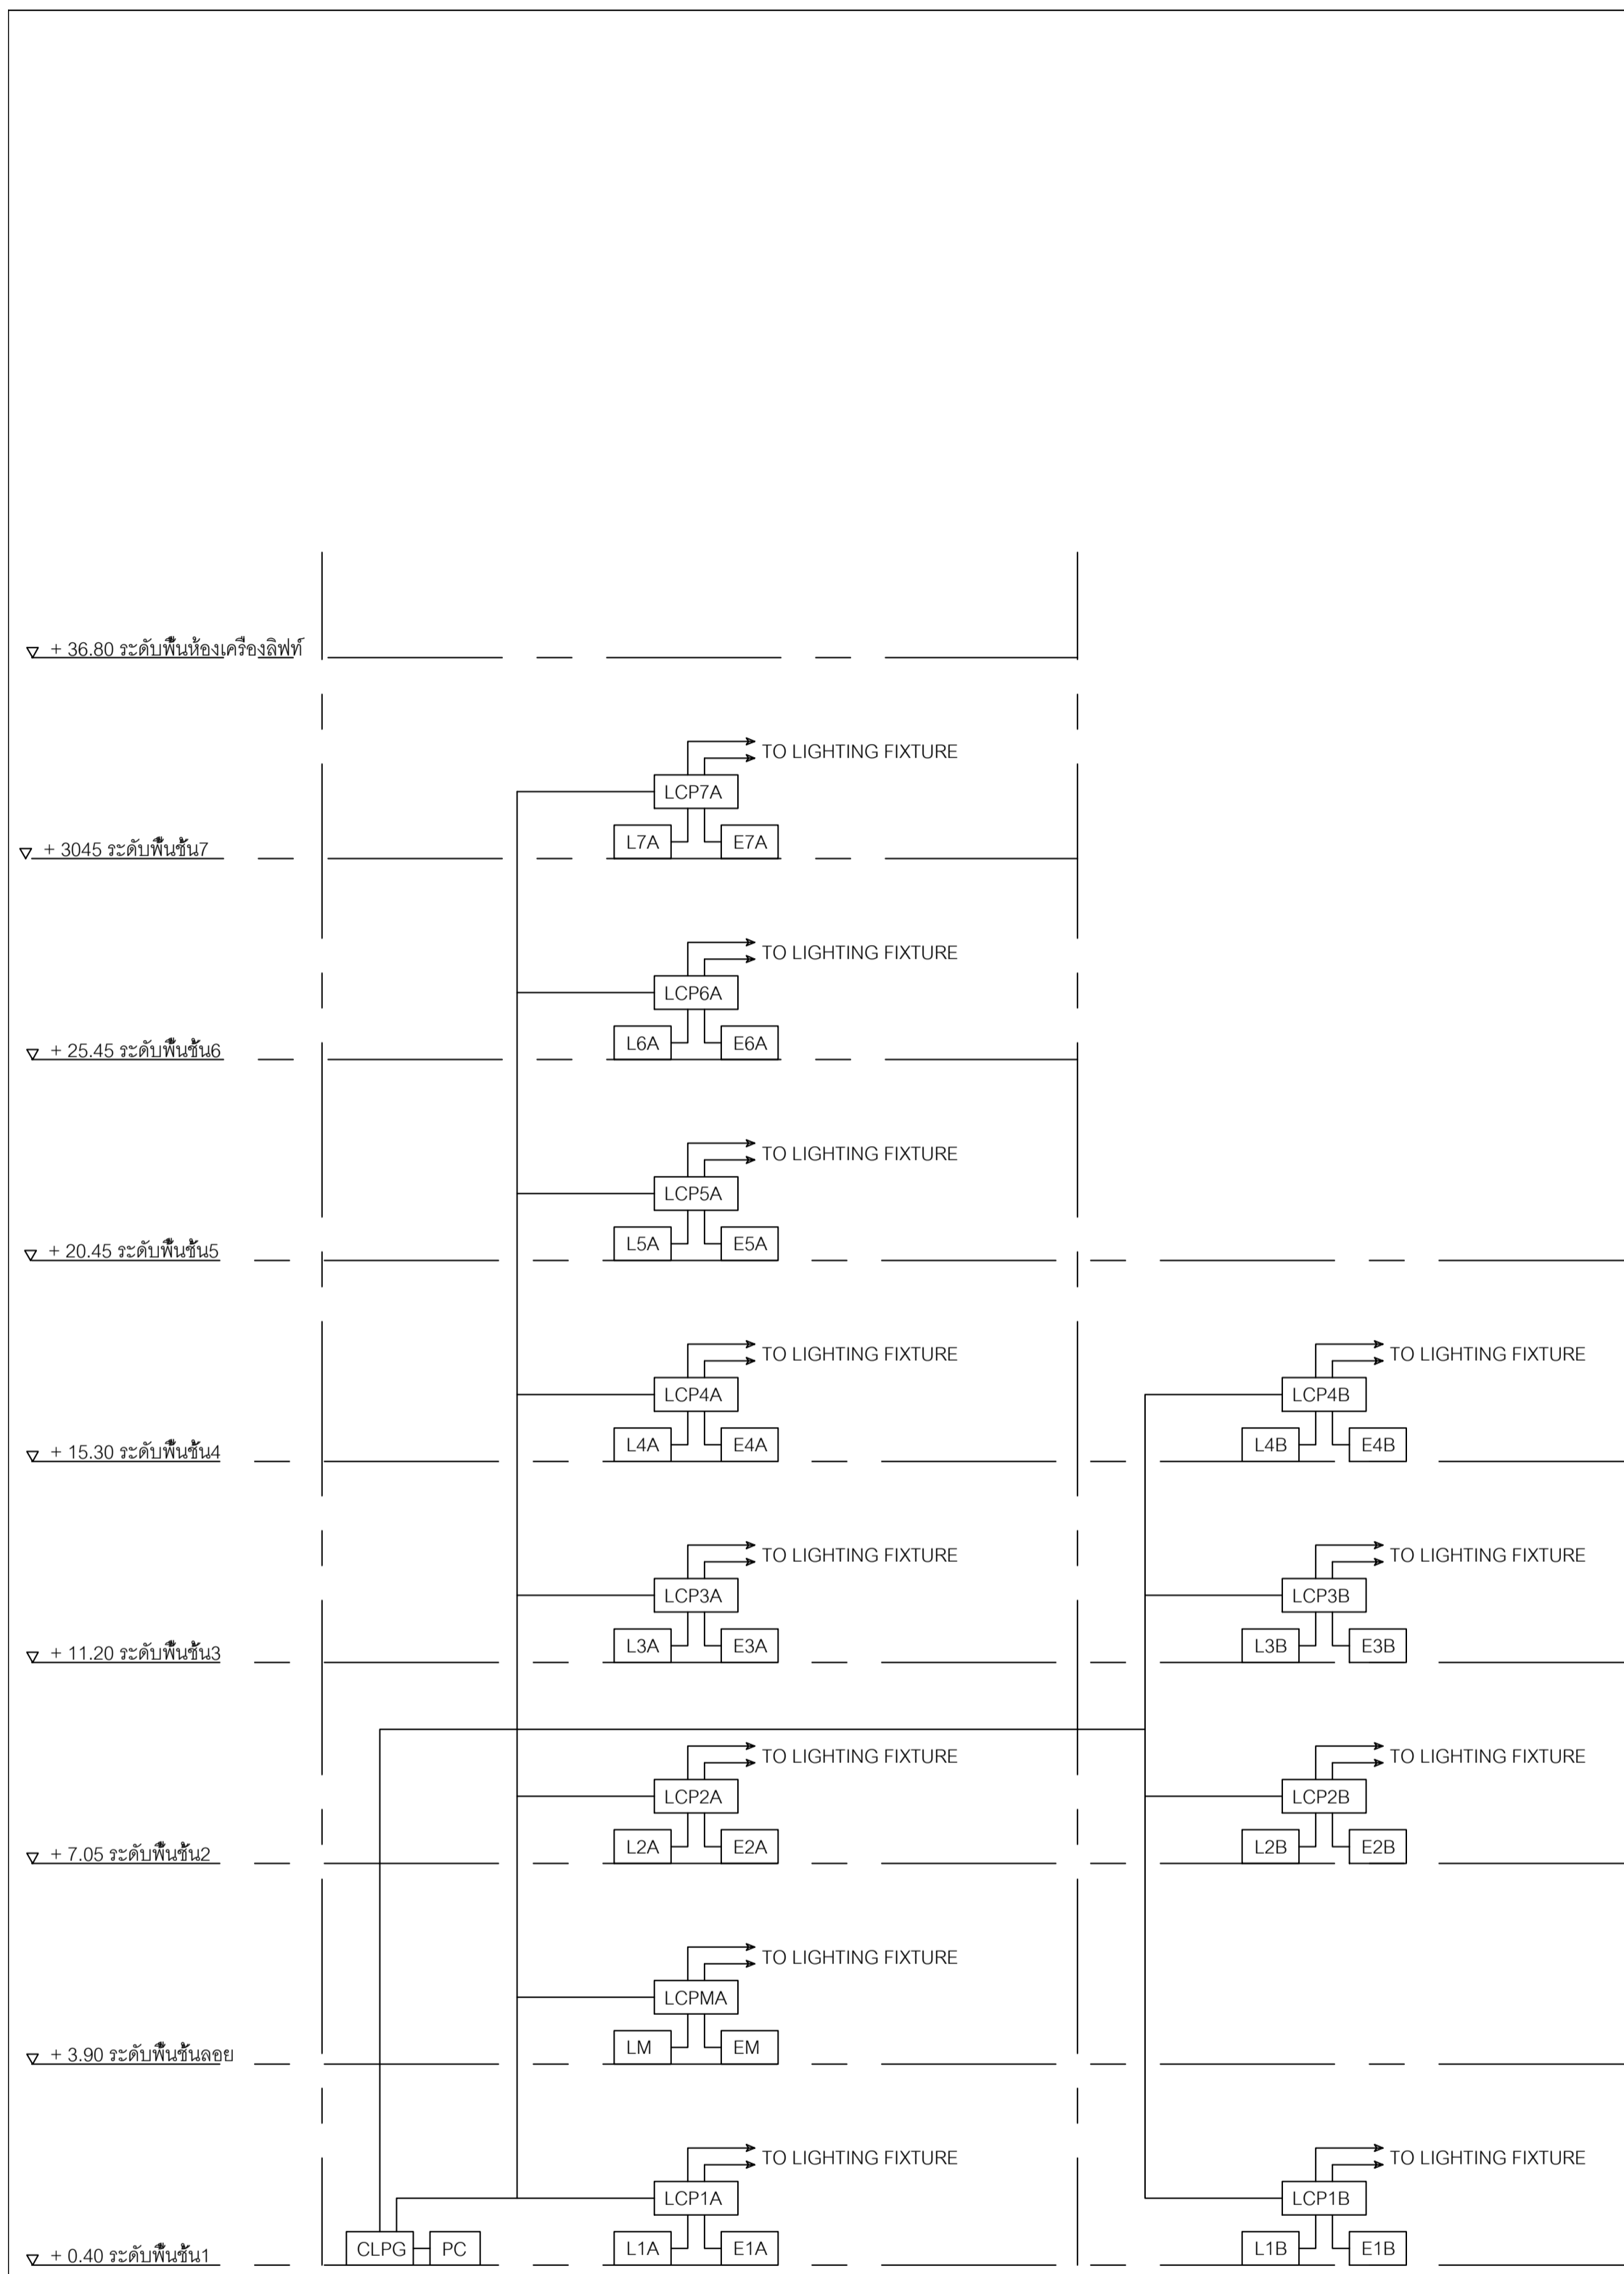 + 36.80 ระดับพื้นห้องเครื่องลิฟท์
TO LIGHTING FIXTURE
LCP7A
L7A E7A
+ 3045 ระดับพื้นชั้น7
TO LIGHTING FIXTURE
LCP6A
L6A E6A
+ 25.45 ระดับพื้นชั้น6
TO LIGHTING FIXTURE
LCP5A
L5A E5A
+ 20.45 ระดับพื้นชั้น5
TO LIGHTING FIXTURE TO LIGHTING FIXTURE
LCP4A LCP4B
L4A E4A L4B E4B
+ 15.30 ระดับพื้นชั้น4
TO LIGHTING FIXTURE TO LIGHTING FIXTURE
LCP3A LCP3B
L3A E3A L3B E3B
+ 11.20 ระดับพื้นชั้น3
TO LIGHTING FIXTURE TO LIGHTING FIXTURE
LCP2A LCP2B
L2A E2A L2B E2B
+ 7.05 ระดับพื้นชั้น2
TO LIGHTING FIXTURE
LCPMA
LM EM
+ 3.90 ระดับพื้นชั้นลอย
TO LIGHTING FIXTURE TO LIGHTING FIXTURE
LCP1A LCP1B
+ 0.40 ระดับพื้นชั้น1 CLPG PC L1A E1A L1B E1B